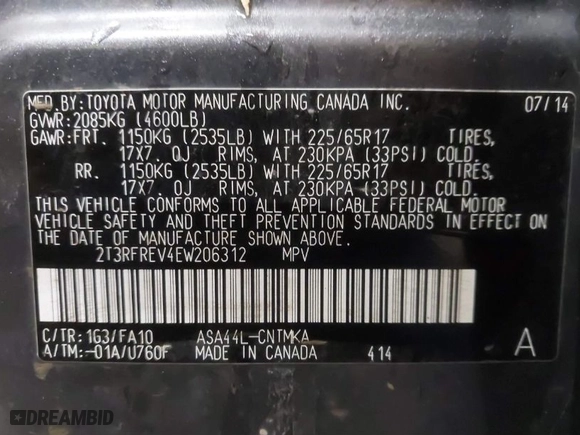 MFD.BY:TOYOTA MOTOR MANUFACTURING CANADA INC. 07/14
GVWR:2085KG (4600LB)
GAWR:FRT. 1150KG (2535LB) WITH 225/65R17 TIRES,
17X7.0J RIMS, AT 230KPA (33PSI) COLD.
RR. 1150KG (2535LB) WITH 225/65R17 TIRES,
17X7.0J RIMS, AT 230KPA (33PSI) COLD.
THIS VEHICLE CONFORMS TO ALL APPLICABLE FEDERAL MOTOR
VEHICLE SAFETY AND THEFT PREVENTION STANDARDS IN EFFECT ON
THE DATE OF MANUFACTURE SHOWN ABOVE.
2T3RFREV4EW206312 MPV
C/TR:1G3/FA10 ASA44L-CNTMKA
A/TM:-01A/U760F MADE IN CANADA 414 A
DREAMBID